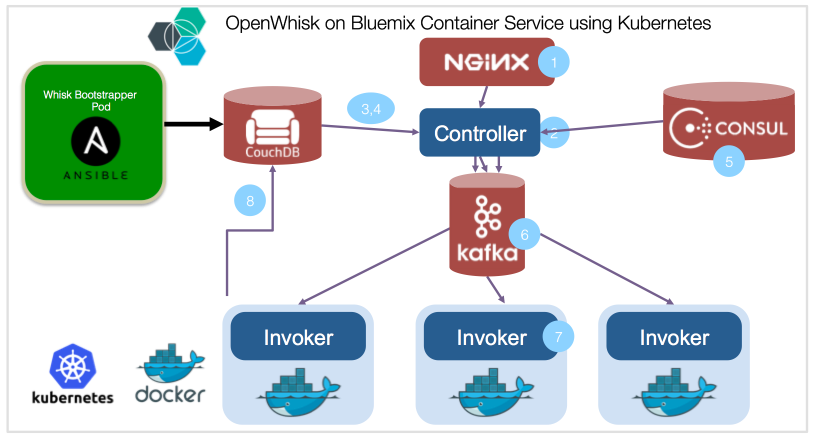 OpenWhisk on Bluemix Container Service using Kubernetes
NGINX
1
Whisk Bootstrapper
Pod
ANSIBLE
CouchDB
3,4
Controller
2
CONSUL
5
8
kafka
6
Invoker
Invoker
7
Invoker
kubernetes
docker